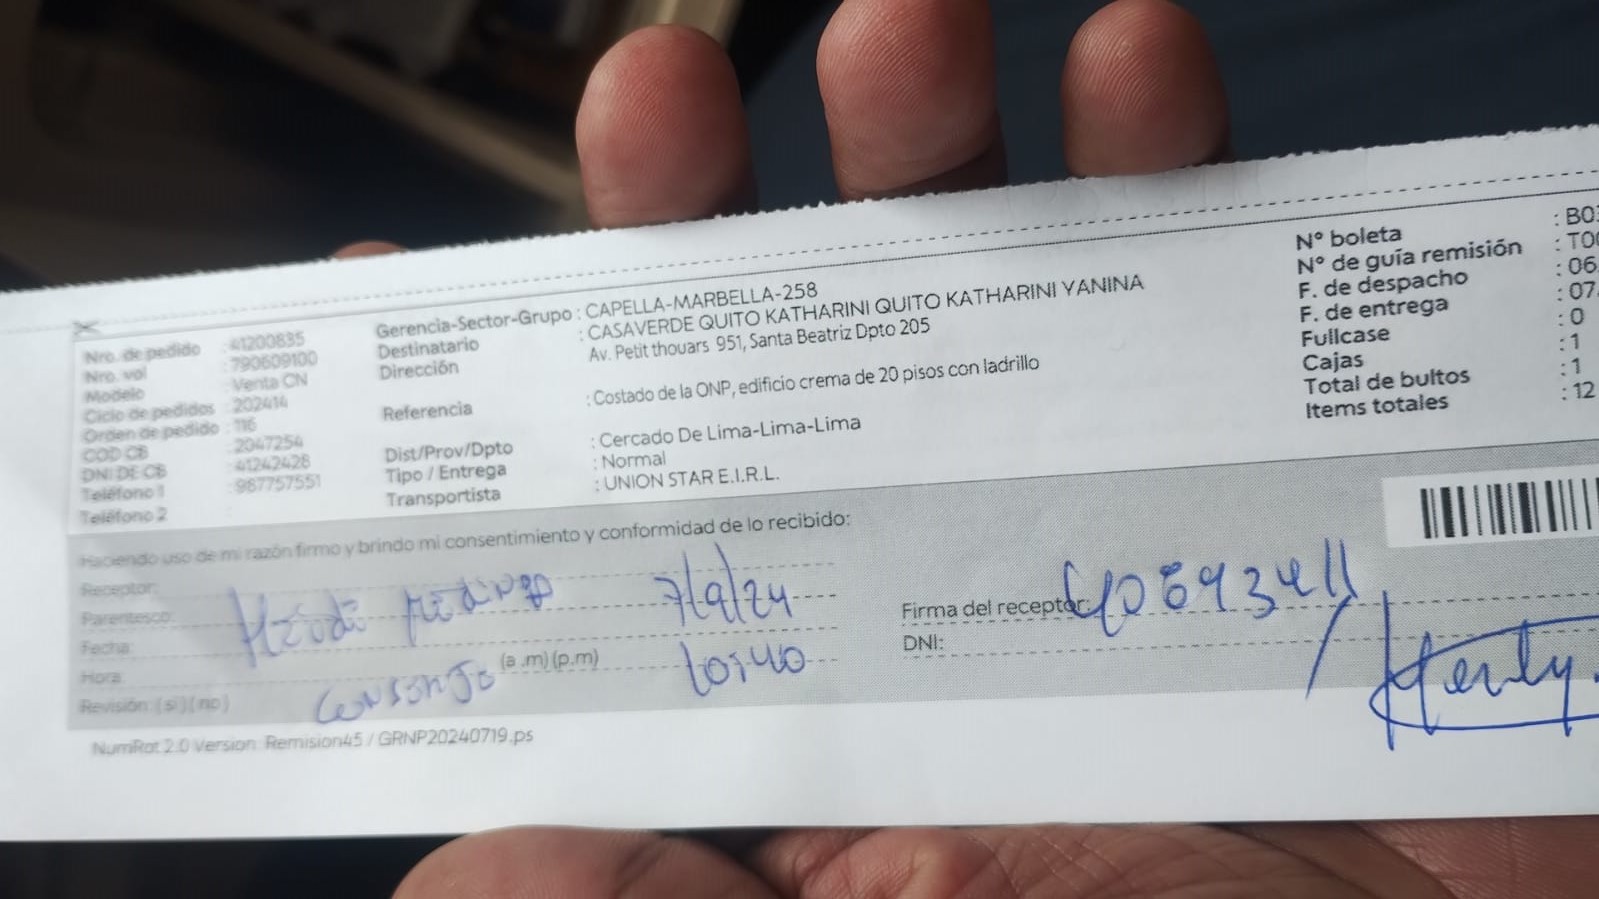 Nro. de pedido : 41200835
Nro. vol : 790609100
Modelo : Venta CN
Ciclo de pedidos : 202414
Orden de pedido : 116
COD CB : 2047254
DNI DE CB : 41242428
Teléfono 1 : 987757551
Teléfono 2
Gerencia-Sector-Grupo : CAPELLA-MARBELLA-258
Destinatario : CASAVERDE QUITO KATHARINI QUITO KATHARINI YANINA
Dirección Av. Petit thouars 951, Santa Beatriz Dpto 205
Referencia : Costado de la ONP, edificio crema de 20 pisos con ladrillo
Dist/Prov/Dpto : Cercado De Lima-Lima-Lima
Tipo / Entrega : Normal
Transportista : UNION STAR E.I.R.L.
N° boleta : B03
N° de guía remisión : T00
F. de despacho : 06
F. de entrega : 07
Fullcase : 0
Cajas : 1
Total de bultos : 1
Items totales : 12
Haciendo uso de mi razón firmo y brindo mi consentimiento y conformidad de lo recibido:
Receptor:
Parentesco: 7/9/24
Fecha:
Hora: (a .m) (p.m) 10:40
Revisión: (si) (no)
Firma del receptor:
DNI:
NumRot 2.0 Version: Remision45 / GRNP20240719.ps